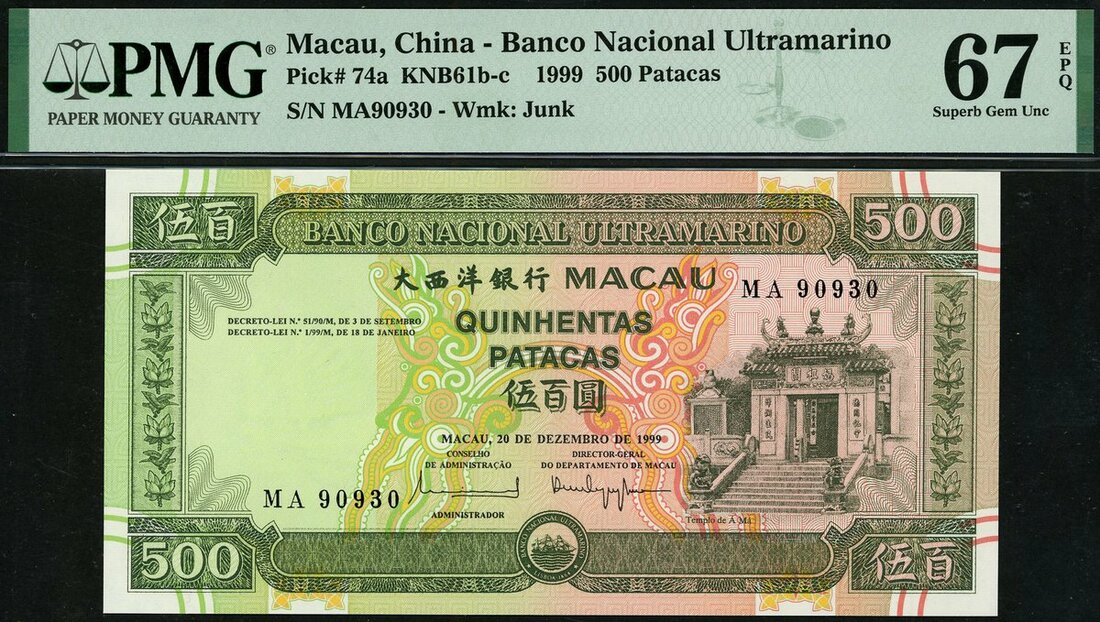 PMG®
PAPER MONEY GUARANTY
Macau, China - Banco Nacional Ultramarino
Pick# 74a KNB61b-c 1999 500 Patacas
S/N MA90930 - Wmk: Junk
67
EPQ
Superb Gem Unc
伍百
BANCO NACIONAL ULTRAMARINO
500
大西洋銀行 MACAU
MA 90930
DECRETO-LEI N.º 51/90/M, DE 3 DE SETEMBRO
DECRETO-LEI N.º 1/99/M, DE 18 DE JANEIRO
QUINHENTAS
PATACAS
伍百圓
MACAU, 20 DE DEZEMBRO DE 1999
CONSELHO
DE ADMINISTRAÇÃO
DIRECTOR-GERAL
DO DEPARTAMENTO DE MACAU
MA 90930
ADMINISTRADOR
Templo de A Má
500
BANCO NACIONAL ULTRAMARINO
伍百